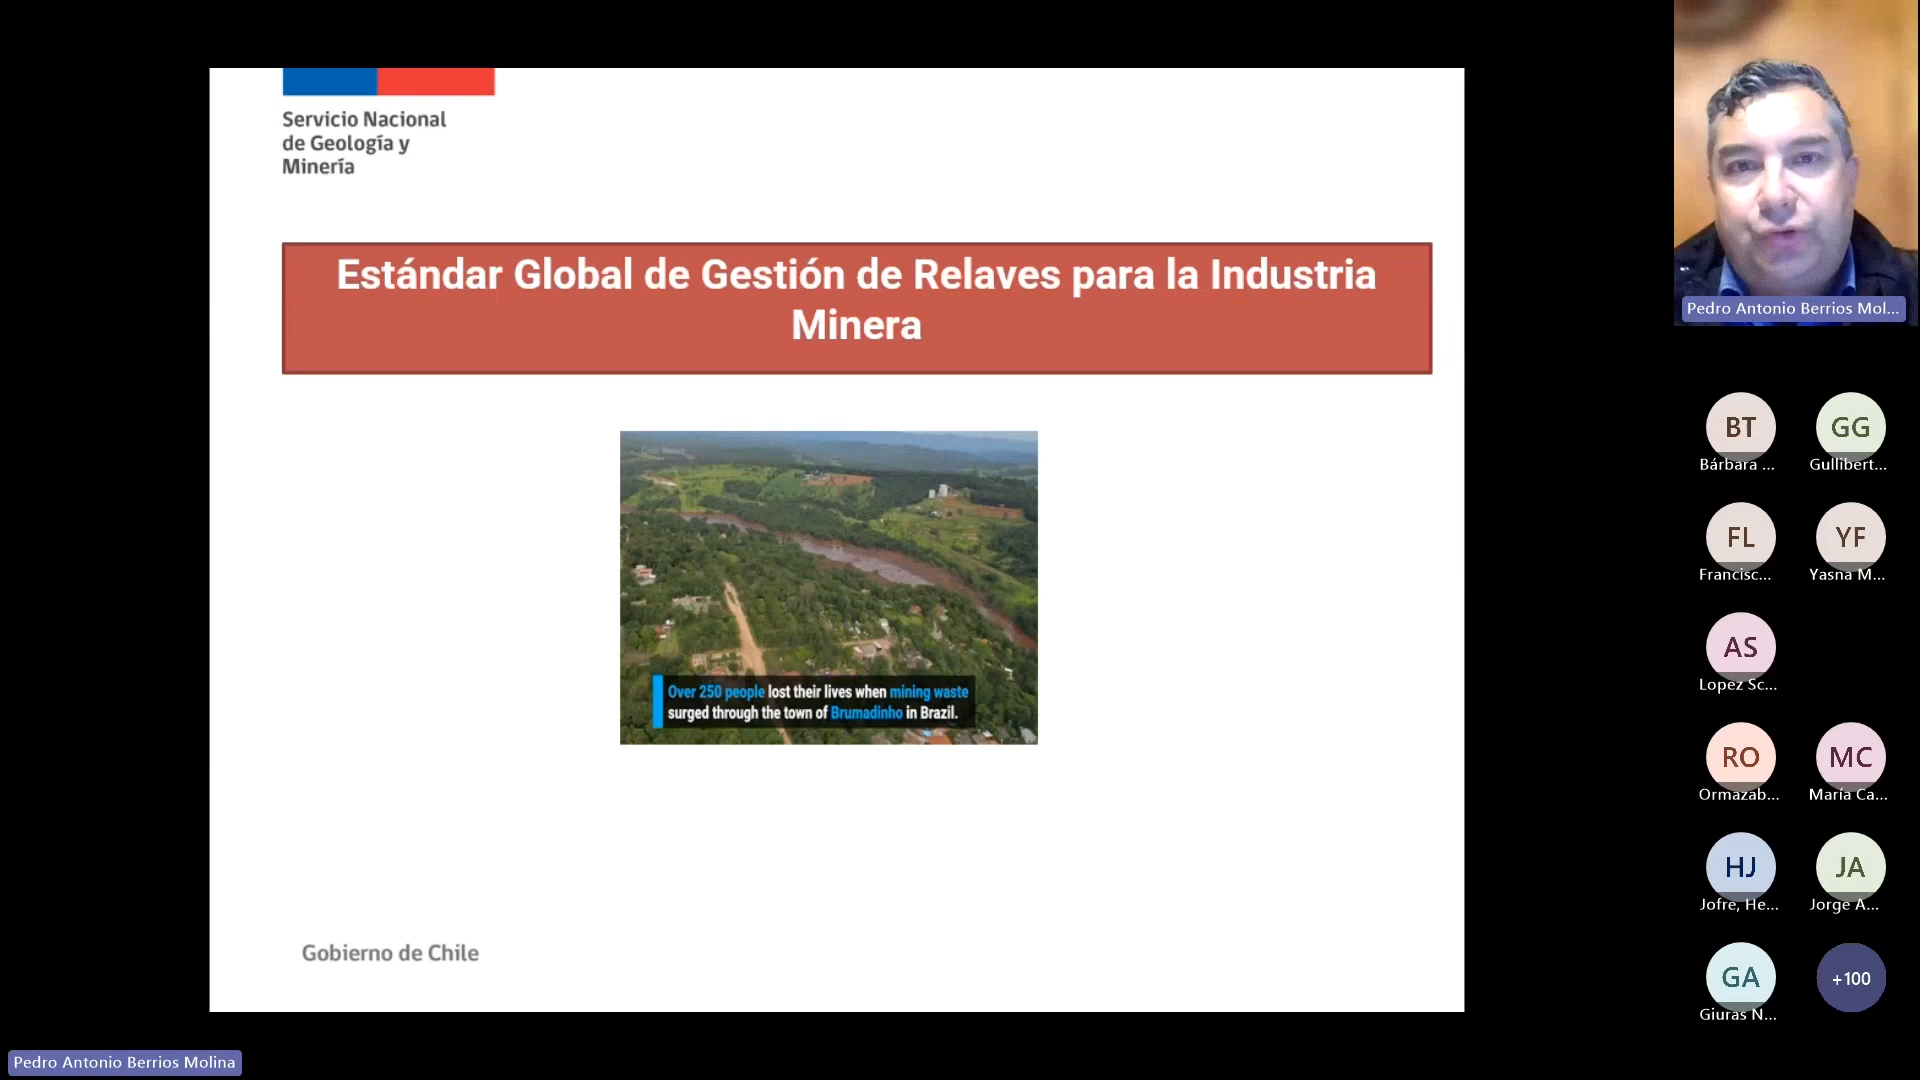 Servicio Nacional
de Geología y
Minería
Estándar Global de Gestión de Relaves para la Industria
Minera
Over 250 people lost their lives when mining waste
surged through the town of Brumadinho in Brazil.
Gobierno de Chile
Pedro Antonio Berrios Mol...
BT
GG
Bárbara ...
Gullibert...
FL
YF
Francisc...
Yasna M...
AS
Lopez Sc...
RO
MC
Ormazab...
María Ca...
HJ
JA
Jofre, He...
Jorge A...
GA
+100
Giuras N...
Pedro Antonio Berrios Molina